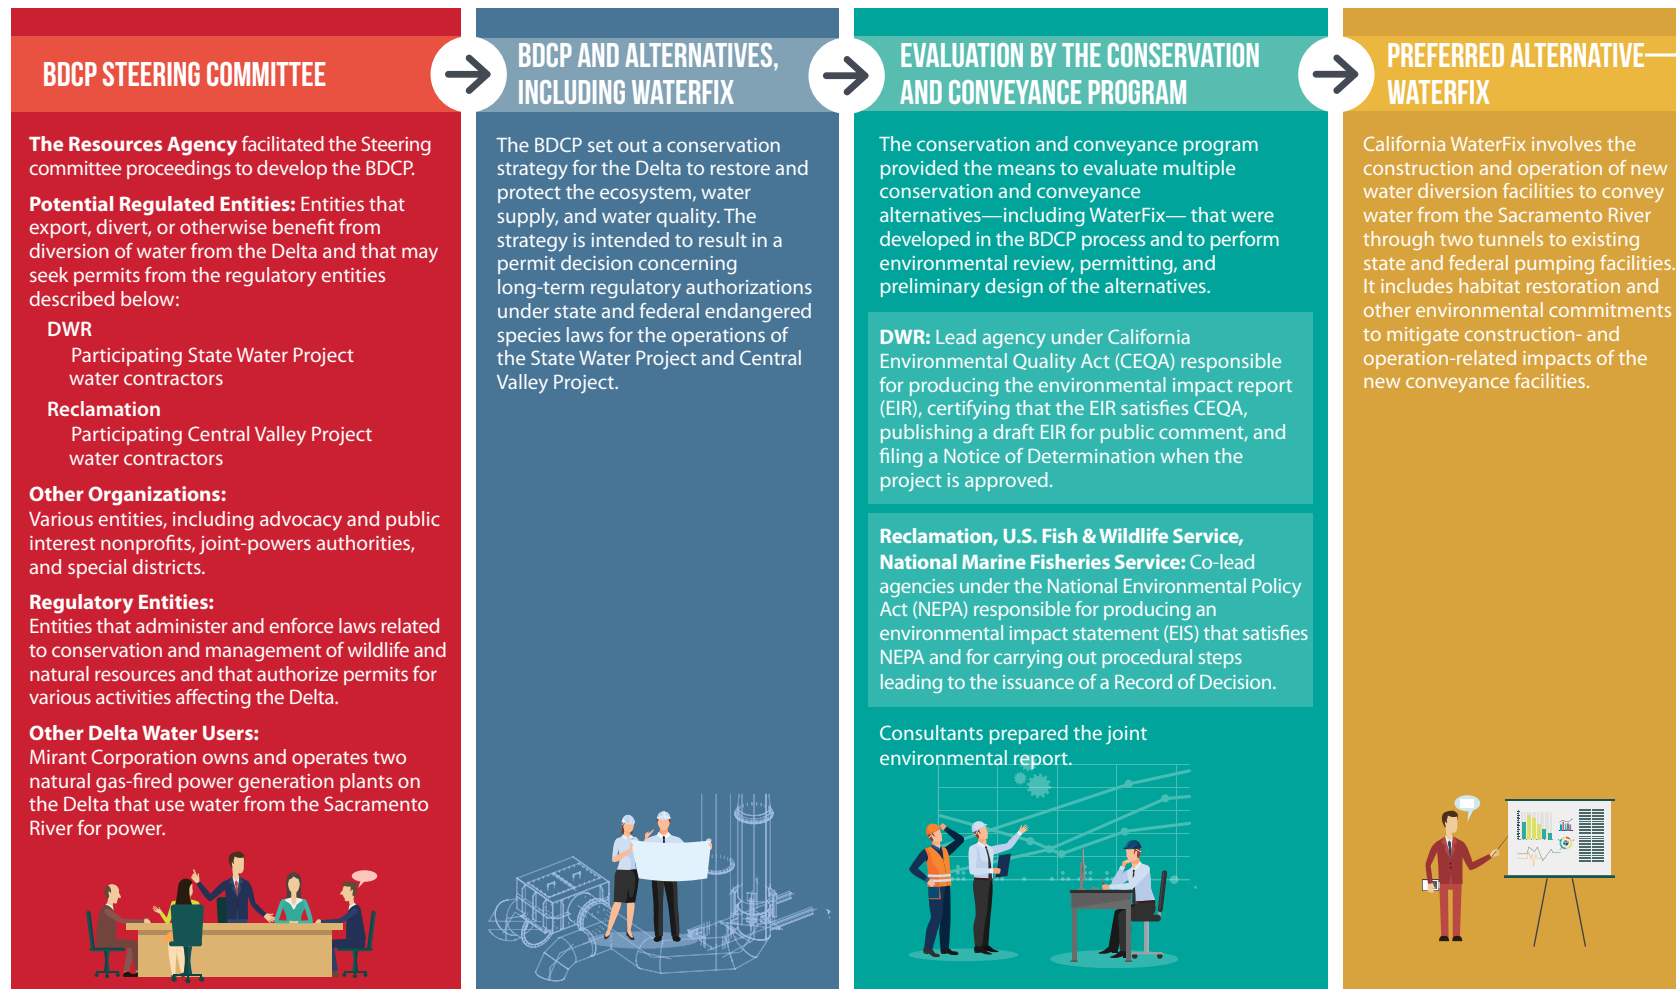 BDCP STEERING COMMITTEE
The Resources Agency facilitated the Steering
committee proceedings to develop the BDCP.
Potential Regulated Entities: Entities that
export, divert, or otherwise benefit from
diversion of water from the Delta and that may
seek permits from the regulatory entities
described below:
DWR
Participating State Water Project
water contractors
Reclamation
Participating Central Valley Project
water contractors
Other Organizations:
Various entities, including advocacy and public
interest nonprofits, joint-powers authorities,
and special districts.
Regulatory Entities:
Entities that administer and enforce laws related
to conservation and management of wildlife and
natural resources and that authorize permits for
various activities affecting the Delta.
Other Delta Water Users:
Mirant Corporation owns and operates two
natural gas-fired power generation plants on
the Delta that use water from the Sacramento
River for power.
BDCP AND ALTERNATIVES,
INCLUDING WATERFIX
The BDCP set out a conservation
strategy for the Delta to restore and
protect the ecosystem, water
supply, and water quality. The
strategy is intended to result in a
permit decision concerning
long-term regulatory authorizations
under state and federal endangered
species laws for the operations of
the State Water Project and Central
Valley Project.
EVALUATION BY THE CONSERVATION
AND CONVEYANCE PROGRAM
The conservation and conveyance program
provided the means to evaluate multiple
conservation and conveyance
alternatives—including WaterFix— that were
developed in the BDCP process and to perform
environmental review, permitting, and
preliminary design of the alternatives.
DWR: Lead agency under California
Environmental Quality Act (CEQA) responsible
for producing the environmental impact report
(EIR), certifying that the EIR satisfies CEQA,
publishing a draft EIR for public comment, and
filing a Notice of Determination when the
project is approved.
Reclamation, U.S. Fish & Wildlife Service,
National Marine Fisheries Service: Co-lead
agencies under the National Environmental Policy
Act (NEPA) responsible for producing an
environmental impact statement (EIS) that satisfies
NEPA and for carrying out procedural steps
leading to the issuance of a Record of Decision.
Consultants prepared the joint
environmental report.
PREFERRED ALTERNATIVE—
WATERFIX
California WaterFix involves the
construction and operation of new
water diversion facilities to convey
water from the Sacramento River
through two tunnels to existing
state and federal pumping facilities.
It includes habitat restoration and
other environmental commitments
to mitigate construction- and
operation-related impacts of the
new conveyance facilities.